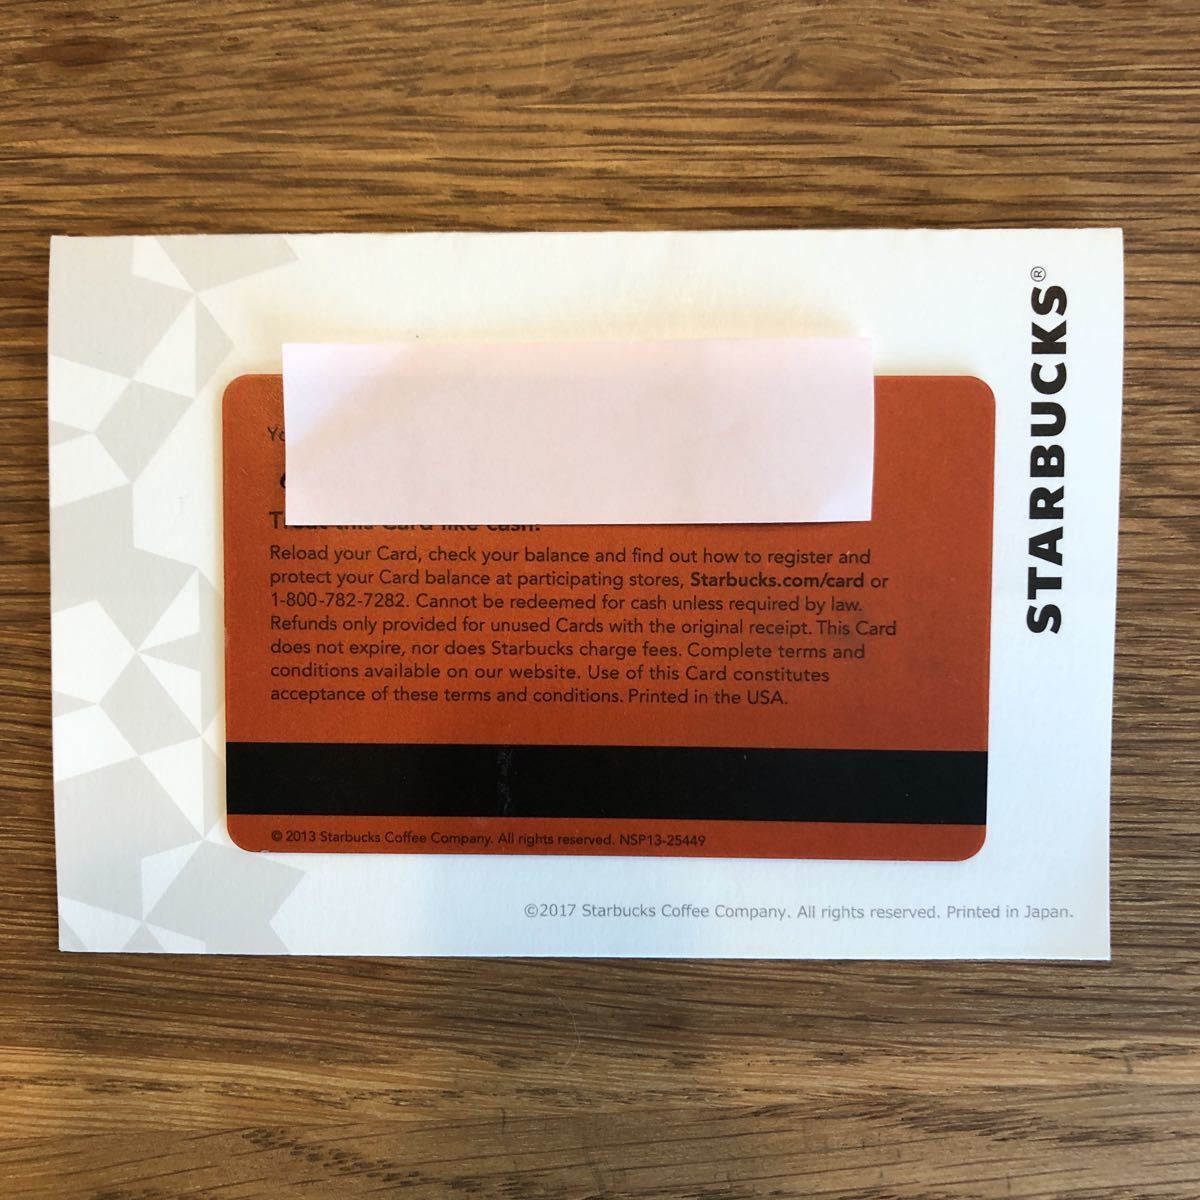 STARBUCKS®
Treat this Card like cash.
Reload your Card, check your balance and find out how to register and
protect your Card balance at participating stores, Starbucks.com/card or
1-800-782-7282. Cannot be redeemed for cash unless required by law.
Refunds only provided for unused Cards with the original receipt. This Card
does not expire, nor does Starbucks charge fees. Complete terms and
conditions available on our website. Use of this Card constitutes
acceptance of these terms and conditions. Printed in the USA.
© 2013 Starbucks Coffee Company. All rights reserved. NSP13-25449
©2017 Starbucks Coffee Company. All rights reserved. Printed in Japan.